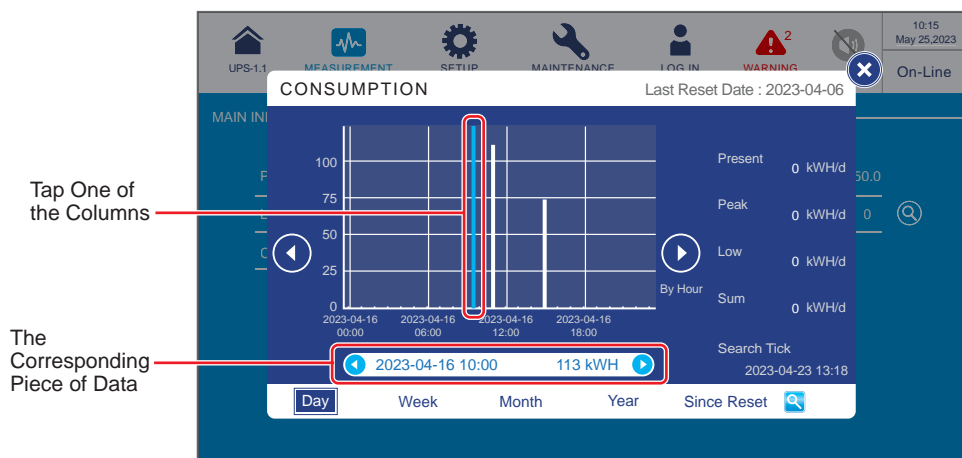 10:15
May 25,2023
2
UPS-1.1
MEASUREMENT
SETUP
MAINTENANCE
LOG IN
WARNING
On-Line
CONSUMPTION
Last Reset Date : 2023-04-06
MAIN IN
100
75
50
25
0
2023-04-16
00:00
2023-04-16
06:00
2023-04-16
12:00
2023-04-16
18:00
By Hour
Present
0 kWH/d
Peak
0 kWH/d
Low
0 kWH/d
Sum
0 kWH/d
Search Tick
2023-04-23 13:18
50.0
0
Tap One of
the Columns
The
Corresponding
Piece of Data
2023-04-16 10:00 113 kWH
Day Week Month Year Since Reset